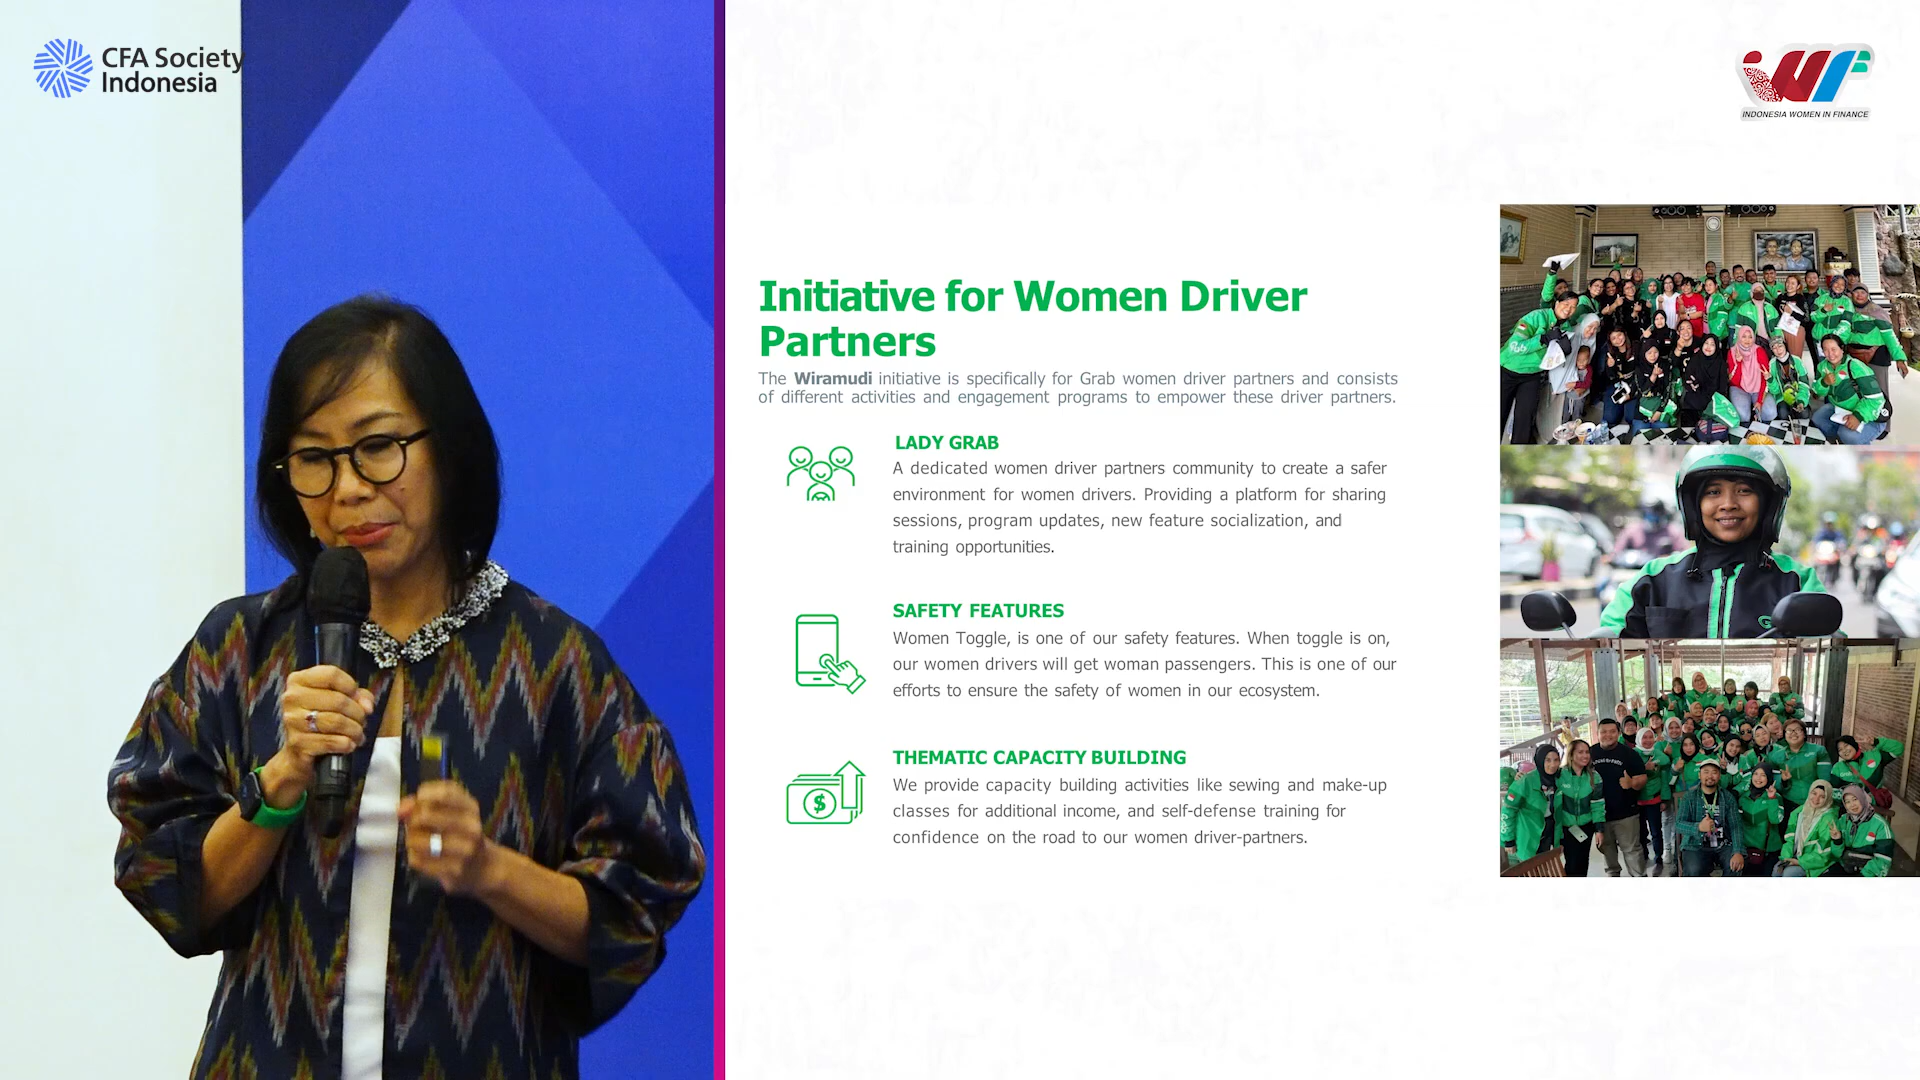 CFA Society
Indonesia
INDONESIA WOMEN IN FINANCE
Initiative for Women Driver
Partners
The Wiramudi initiative is specifically for Grab women driver partners and consists
of different activities and engagement programs to empower these driver partners.
LADY GRAB
A dedicated women driver partners community to create a safer
environment for women drivers. Providing a platform for sharing
sessions, program updates, new feature socialization, and
training opportunities.
SAFETY FEATURES
Women Toggle, is one of our safety features. When toggle is on,
our women drivers will get woman passengers. This is one of our
efforts to ensure the safety of women in our ecosystem.
$
THEMATIC CAPACITY BUILDING
We provide capacity building activities like sewing and make-up
classes for additional income, and self-defense training for
confidence on the road to our women driver-partners.